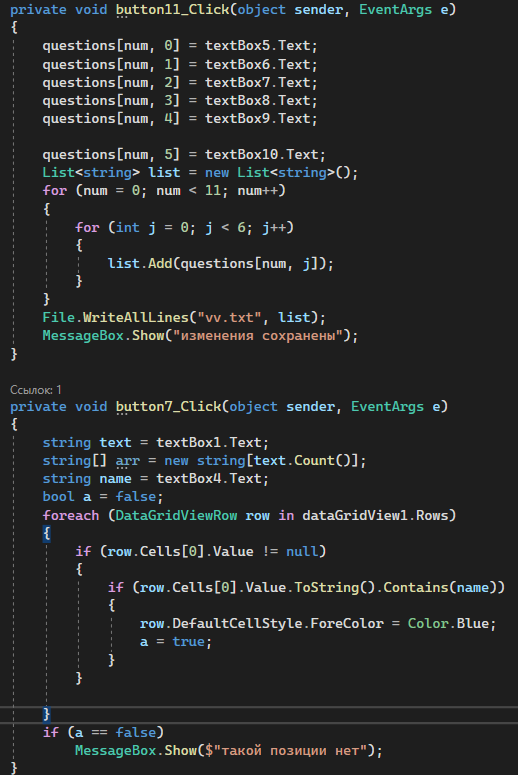 private void button11_Click(object sender, EventArgs e)
{
questions[num, 0] = textBox5.Text;
questions[num, 1] = textBox6.Text;
questions[num, 2] = textBox7.Text;
questions[num, 3] = textBox8.Text;
questions[num, 4] = textBox9.Text;
questions[num, 5] = textBox10.Text;
List<string> list = new List<string>();
for (num = 0; num < 11; num++)
{
for (int j = 0; j < 6; j++)
{
list.Add(questions[num, j]);
}
}
File.WriteAllLines("vv.txt", list);
MessageBox.Show("изменения сохранены");
}
Ссылок: 1
private void button7_Click(object sender, EventArgs e)
{
string text = textBox1.Text;
string[] arr = new string[text.Count()];
string name = textBox4.Text;
bool a = false;
foreach (DataGridViewRow row in dataGridView1.Rows)
{
if (row.Cells[0].Value != null)
{
if (row.Cells[0].Value.ToString().Contains(name))
{
row.DefaultCellStyle.ForeColor = Color.Blue;
a = true;
}
}
}
if (a == false)
MessageBox.Show($"такой позиции нет");
}